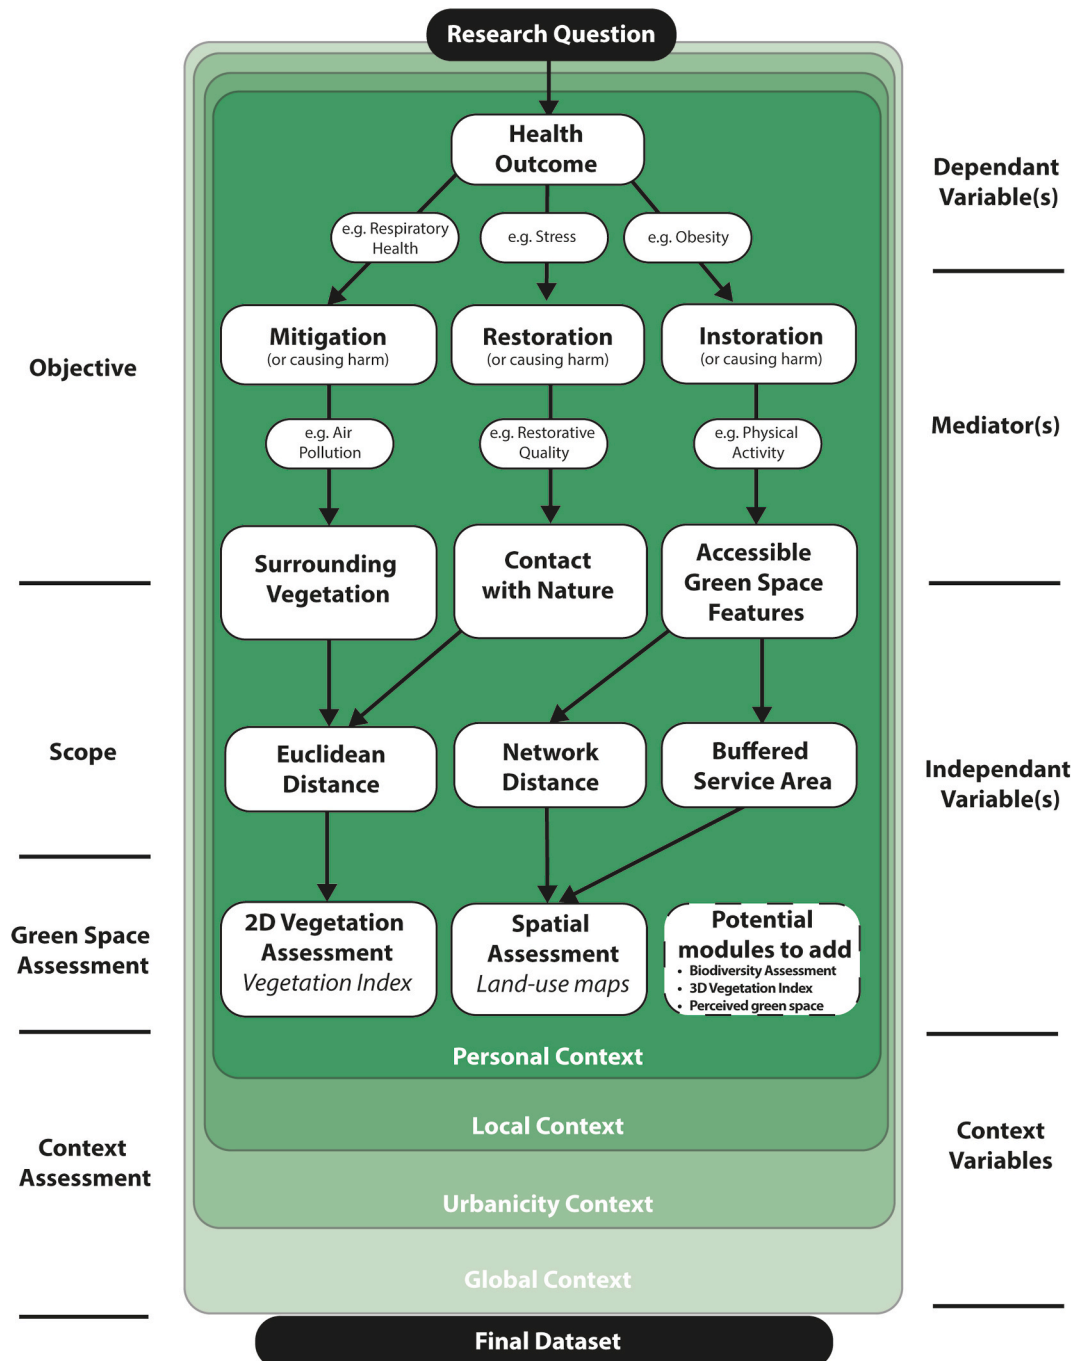 Research Question
Health
Outcome
Dependant
Variable(s)
e.g. Respiratory
Health
e.g. Stress
e.g. Obesity
Objective
Mitigation
(or causing harm)
Restoration
(or causing harm)
Instoration
(or causing harm)
Mediator(s)
e.g. Air
Pollution
e.g. Restorative
Quality
e.g. Physical
Activity
Surrounding
Vegetation
Contact
with Nature
Accessible
Green Space
Features
Scope
Euclidean
Distance
Network
Distance
Buffered
Service Area
Independant
Variable(s)
Green Space
Assessment
2D Vegetation
Assessment
Vegetation Index
Spatial
Assessment
Land-use maps
Potential
modules to add
• Biodiversity Assessment
• 3D Vegetation Index
• Perceived green space
Personal Context
Local Context
Context
Assessment
Context
Variables
Urbanicity Context
Global Context
Final Dataset